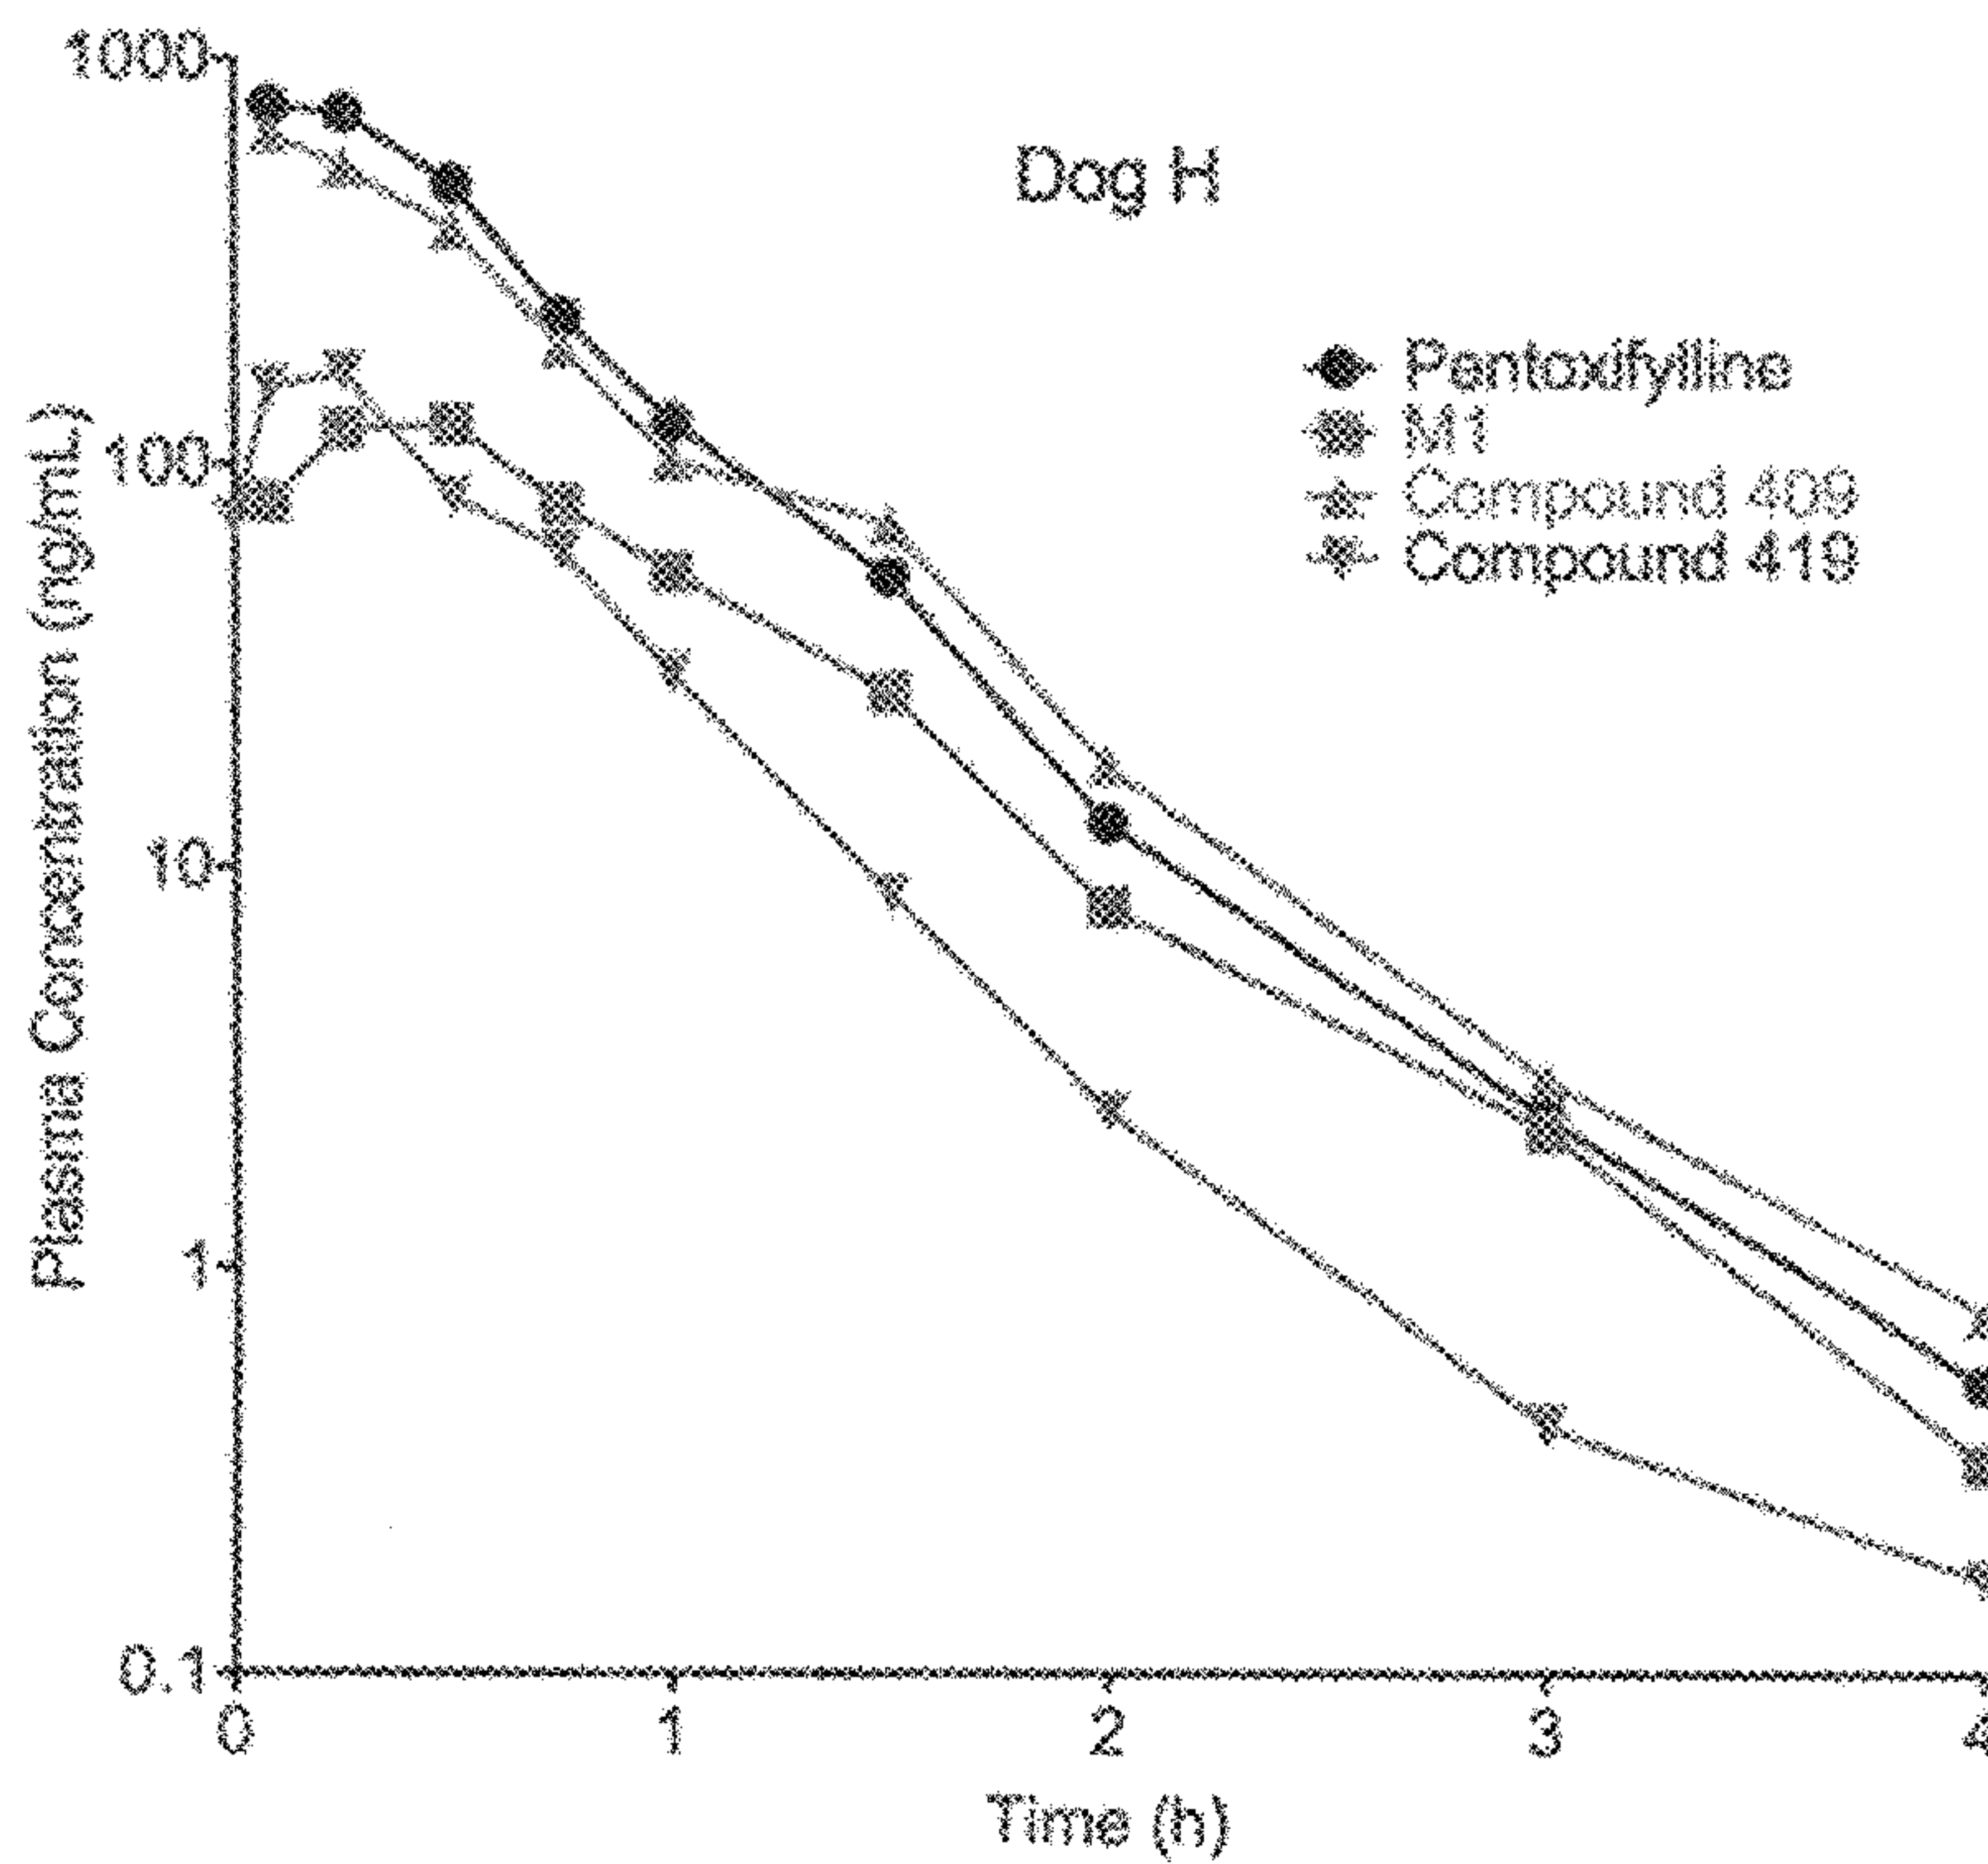 1000
Dog H
Pentoxifylline
M1
Compound 409
Compound 419
Plasma Concentration (ng/mL)
100
10
1
0.1
0
1
2
3
4
Time (h)